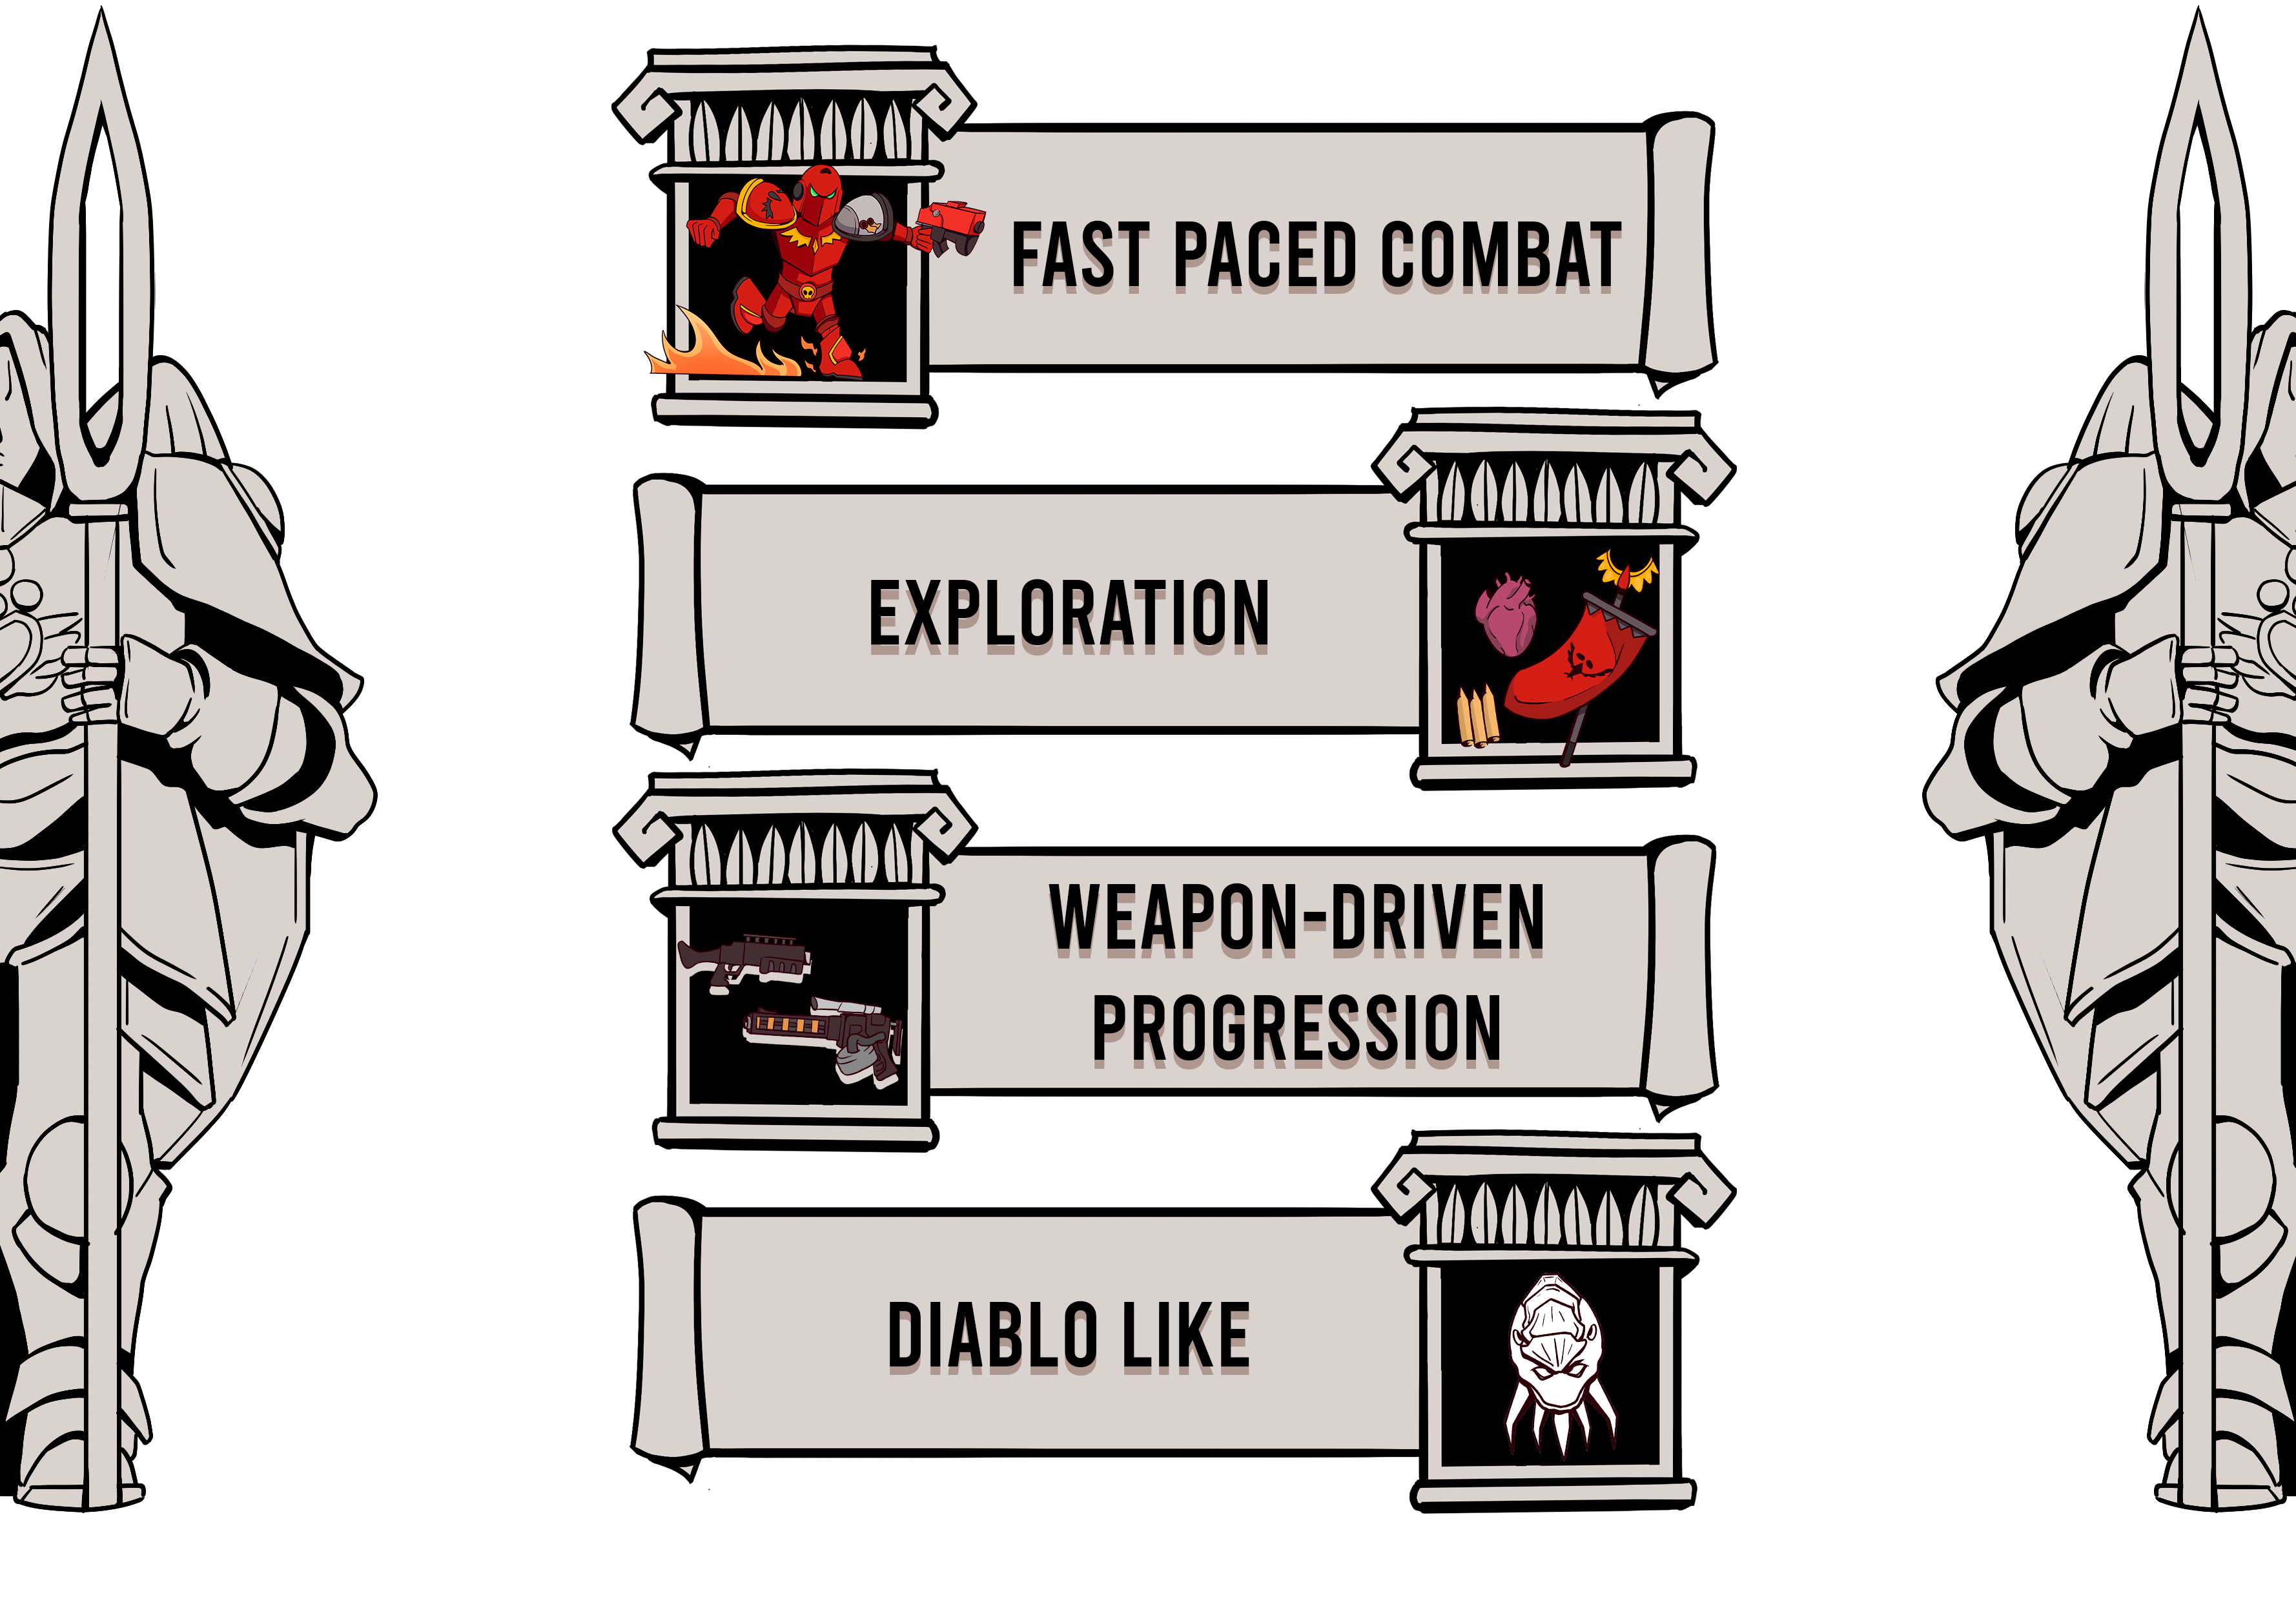 FAST PACED COMBAT
EXPLORATION
WEAPON-DRIVEN
PROGRESSION
DIABLO LIKE